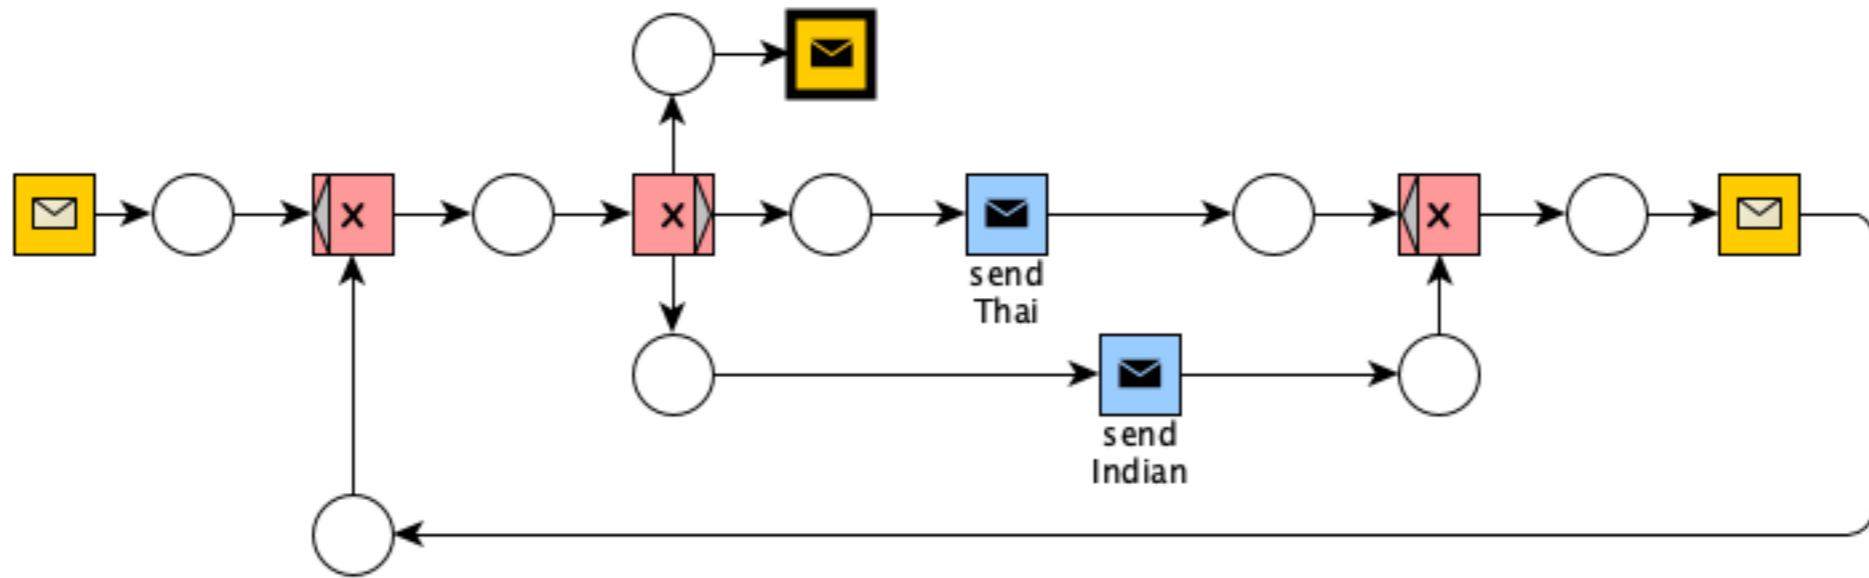 X
X
X
send
Thai
send
Indian